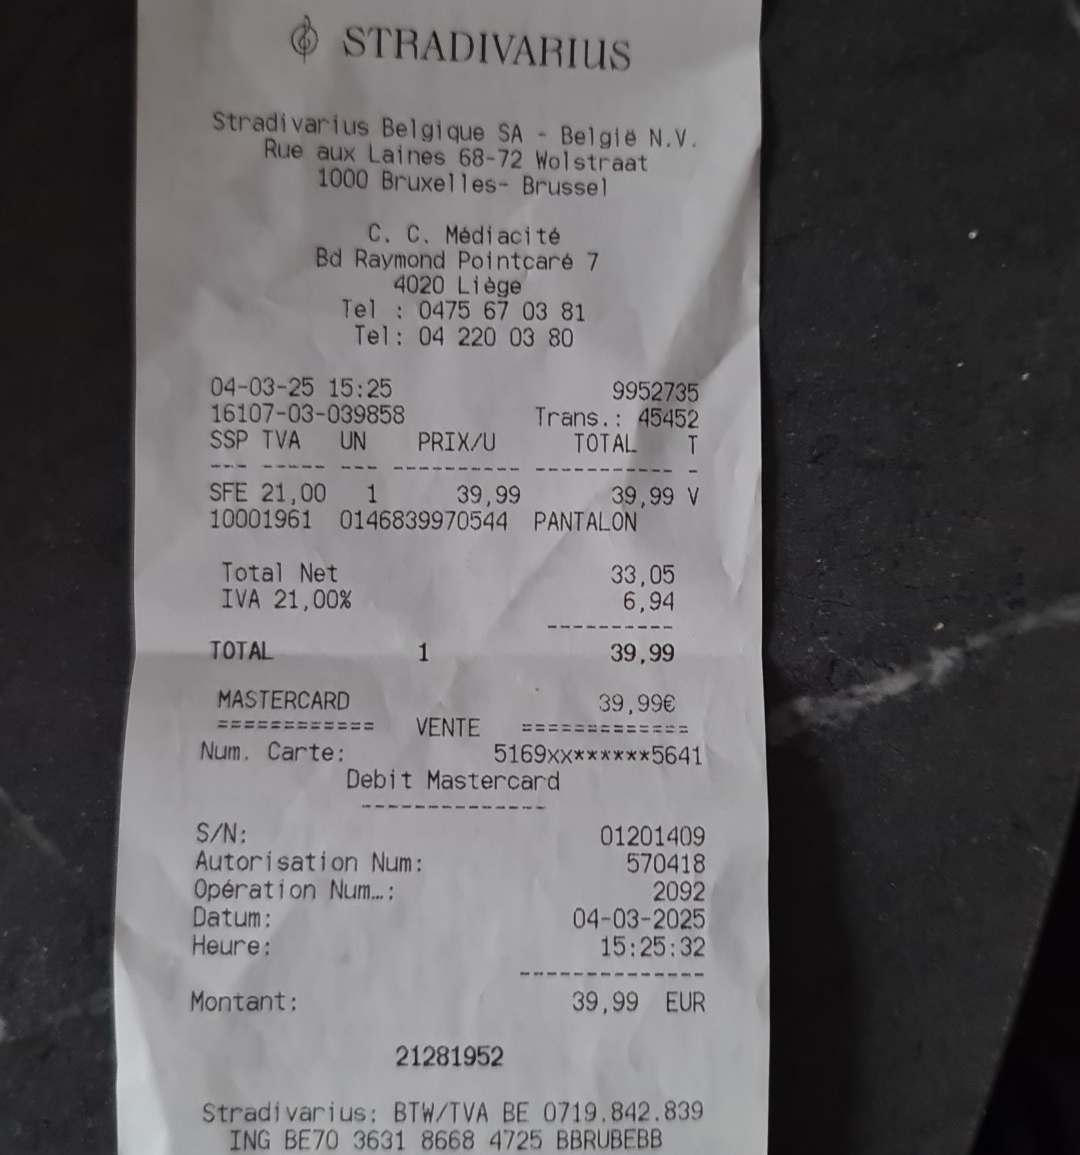 STRADIVARIUS
Stradivarius Belgique SA - België N.V.
Rue aux Laines 68-72 Wolstraat
1000 Bruxelles- Brussel
C. C. Médiacité
Bd Raymond Pointcaré 7
4020 Liège
Tel : 0475 67 03 81
Tel: 04 220 03 80
04-03-25 15:25 9952735
16107-03-039858 Trans.: 45452
SSP TVA UN PRIX/U TOTAL T
--- ----- --- ---------- ----------- -
SFE 21,00 1 39,99 39,99 V
10001961 0146839970544 PANTALON
Total Net 33,05
IVA 21,00% 6,94
----------
TOTAL 1 39,99
MASTERCARD 39,99€
============ VENTE =============
Num. Carte: 5169xx******5641
Debit Mastercard
--------------
S/N: 01201409
Autorisation Num: 570418
Opération Num…: 2092
Datum: 04-03-2025
Heure: 15:25:32
--------------
Montant: 39,99 EUR
21281952
Stradivarius: BTW/TVA BE 0719.842.839
ING BE70 3631 8668 4725 BBRUBEBB